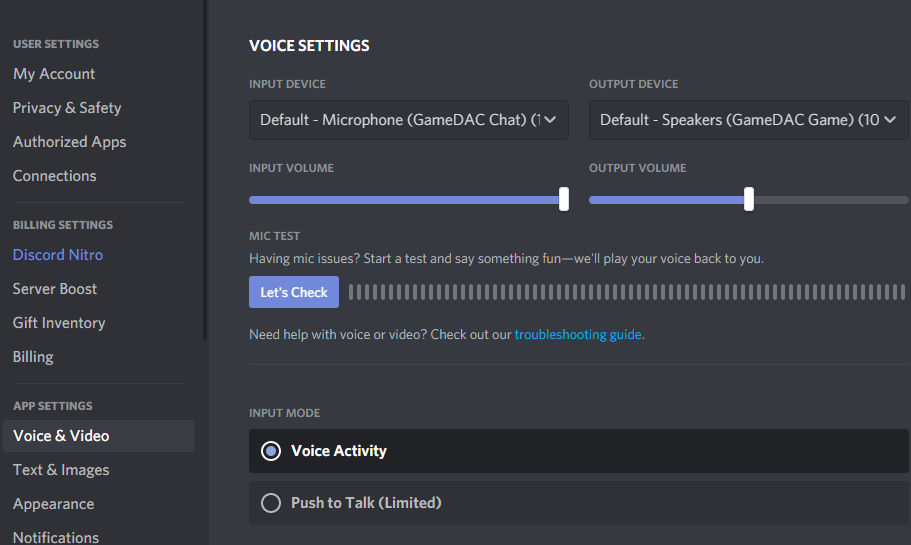 USER SETTINGS
My Account
Privacy & Safety
Authorized Apps
Connections
BILLING SETTINGS
Discord Nitro
Server Boost
Gift Inventory
Billing
APP SETTINGS
Voice & Video
Text & Images
Appearance
Notifications
VOICE SETTINGS
INPUT DEVICE
Default - Microphone (GameDAC Chat) (1
OUTPUT DEVICE
Default - Speakers (GameDAC Game) (10
INPUT VOLUME
OUTPUT VOLUME
MIC TEST
Having mic issues? Start a test and say something fun—we'll play your voice back to you.
Let's Check
Need help with voice or video? Check out our troubleshooting guide.
INPUT MODE
Voice Activity
Push to Talk (Limited)